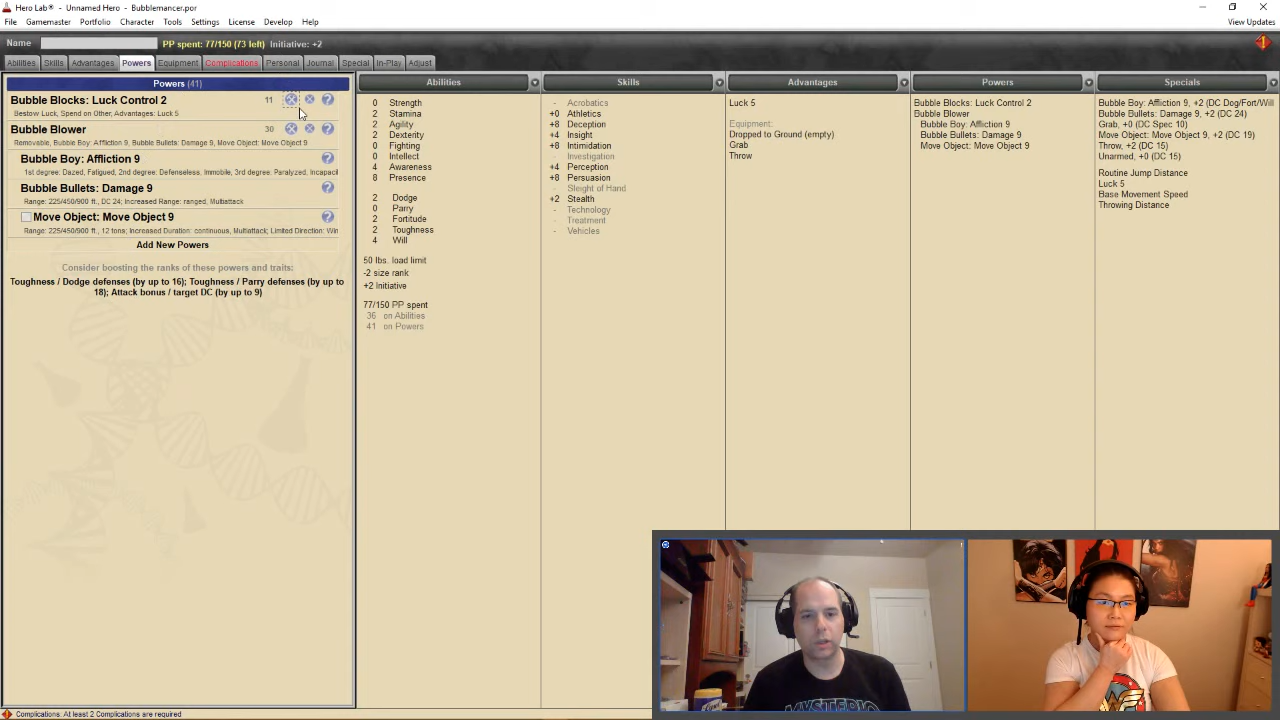 Hero Lab® - Unnamed Hero - Bubblemancer.por
File Gamemaster Portfolio Character Tools Settings License Develop Help
View Updates
Name PP spent: 77/150 (73 left) Initiative: +2
Abilities Skills Advantages Powers Equipment Complications Personal Journal Special In-Play Adjust
Powers (41)
Bubble Blocks: Luck Control 2 11
Bestow Luck, Spend on Other, Advantages: Luck 5
Bubble Blower 30
Removable, Bubble Boy: Affliction 9, Bubble Bullets: Damage 9, Move Object: Move Object 9
Bubble Boy: Affliction 9
1st degree: Dazed, Fatigued, 2nd degree: Defenseless, Immobile, 3rd degree: Paralyzed, Incapaci
Bubble Bullets: Damage 9
Range: 225/450/900 ft., DC 24; Increased Range: ranged, Multiattack
Move Object: Move Object 9
Range: 225/450/900 ft., 12 tons; Increased Duration: continuous, Multiattack; Limited Direction: Win
Add New Powers
Consider boosting the ranks of these powers and traits:
Toughness / Dodge defenses (by up to 16); Toughness / Parry defenses (by up to
18); Attack bonus / target DC (by up to 9)
Abilities
0 Strength
2 Stamina
2 Agility
2 Dexterity
0 Fighting
0 Intellect
4 Awareness
8 Presence
2 Dodge
0 Parry
2 Fortitude
2 Toughness
4 Will
50 lbs. load limit
-2 size rank
+2 Initiative
77/150 PP spent
36 on Abilities
41 on Powers
Skills
- Acrobatics
+0 Athletics
+8 Deception
+4 Insight
+8 Intimidation
- Investigation
+4 Perception
+8 Persuasion
- Sleight of Hand
+2 Stealth
- Technology
- Treatment
- Vehicles
Advantages
Luck 5
Equipment:
Dropped to Ground (empty)
Grab
Throw
Powers
Bubble Blocks: Luck Control 2
Bubble Blower
Bubble Boy: Affliction 9
Bubble Bullets: Damage 9
Move Object: Move Object 9
Specials
Bubble Boy: Affliction 9, +2 (DC Dog/Fort/Will
Bubble Bullets: Damage 9, +2 (DC 24)
Grab, +0 (DC Spec 10)
Move Object: Move Object 9, +2 (DC 19)
Throw, +2 (DC 15)
Unarmed, +0 (DC 15)
Routine Jump Distance
Luck 5
Base Movement Speed
Throwing Distance
Complications: At least 2 Complications are required